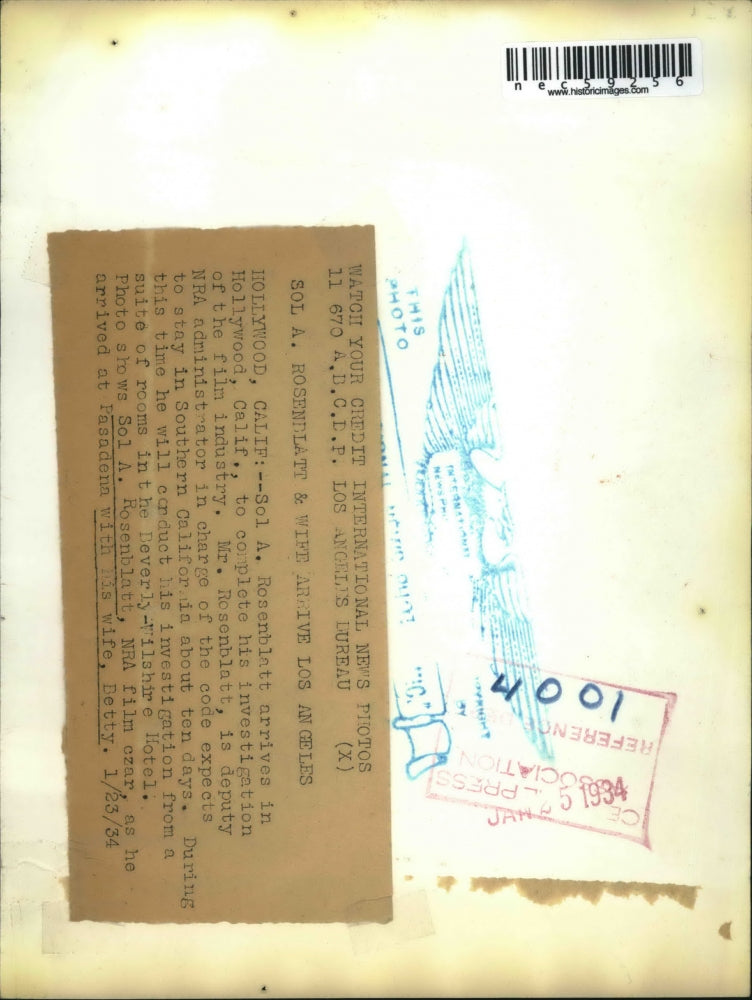 nec59256
www.historicimages.com
WATCH YOUR CREDIT INTERNATIONAL NEWS PHOTOS
11 670 A.B.C.D.P. LOS ANGELES BUREAU (X)
SOL A. ROSENBLATT & WIFE ARRIVE LOS ANGELES
HOLLYWOOD, CALIF:--Sol A. Rosenblatt arrives in
Hollywood, Calif., to complete his investigation
of the film industry. Mr. Rosenblatt, is deputy
NRA administrator in charge of the code expects
to stay in Southern California about ten days. During
this time he will conduct his investigation from a
suite of rooms in the Beverly-Wilshire Hotel.
Photo shows Sol A. Rosenblatt, NRA film czar, as he
arrived at Pasadena with his wife, Betty. 1/23/34
THIS
PHOTO
INTERNATIONAL
"C"
BY
1004
REFERENCE
PRESS
CE
JAN 25 1934